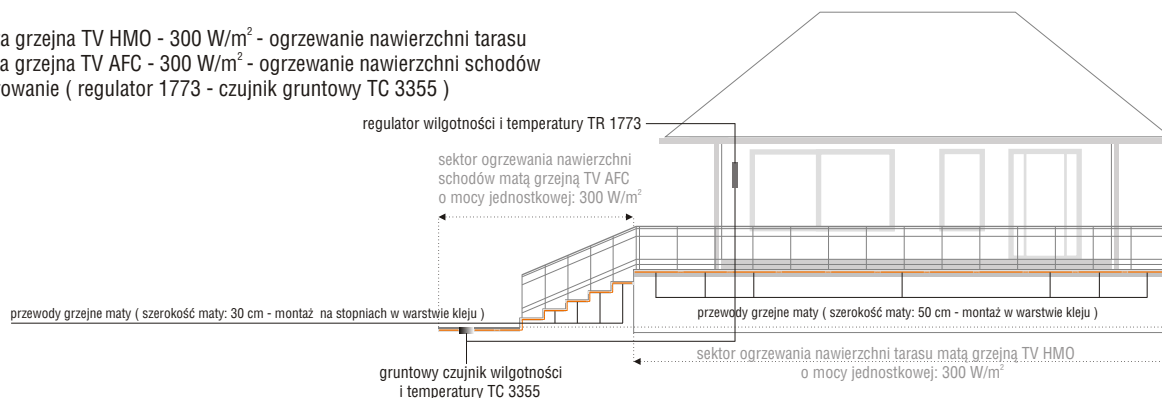 a grzejna TV HMO - 300 W/m² - ogrzewanie nawierzchni tarasu
a grzejna TV AFC - 300 W/m² - ogrzewanie nawierzchni schodów
rowanie ( regulator 1773 - czujnik gruntowy TC 3355 )
regulator wilgotności i temperatury TR 1773
sektor ogrzewania nawierzchni
schodów matą grzejną TV AFC
o mocy jednostkowej: 300 W/m²
przewody grzejne maty ( szerokość maty: 30 cm - montaż na stopniach w warstwie kleju )
przewody grzejne maty ( szerokość maty: 50 cm - montaż w warstwie kleju )
sektor ogrzewania nawierzchni tarasu matą grzejną TV HMO
o mocy jednostkowej: 300 W/m²
gruntowy czujnik wilgotności
i temperatury TC 3355